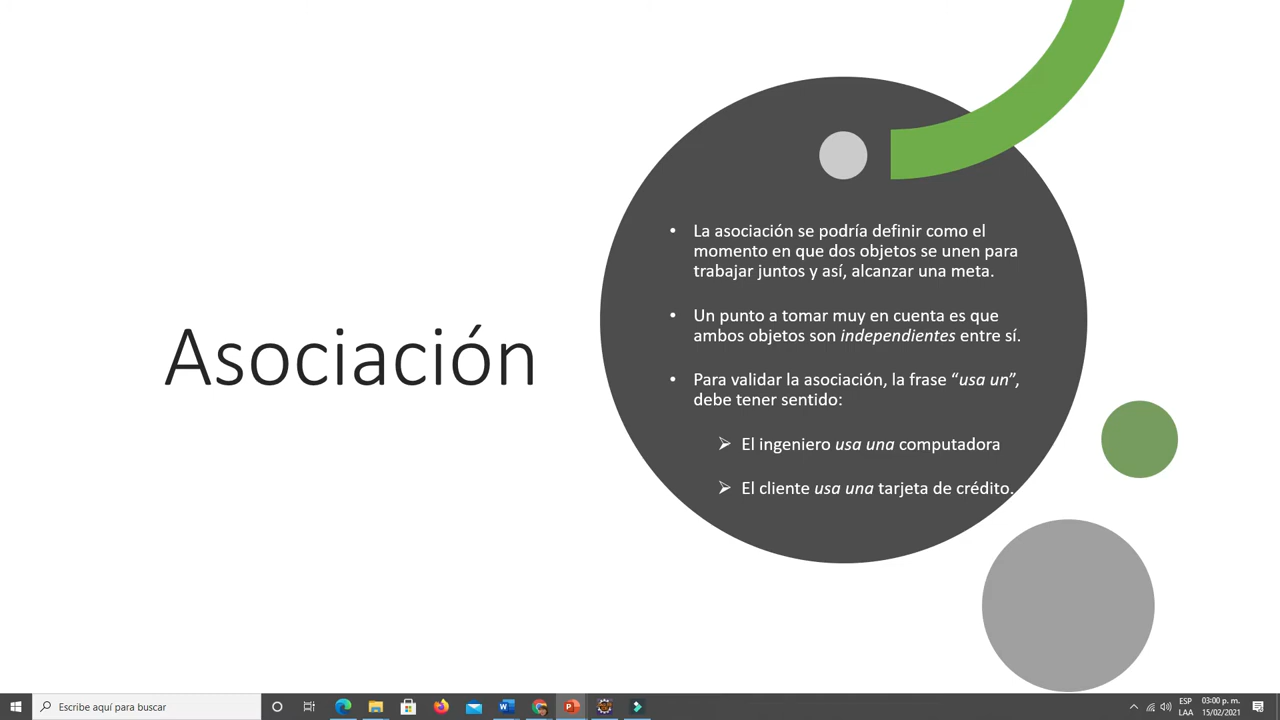 Asociación
• La asociación se podría definir como el
momento en que dos objetos se unen para
trabajar juntos y así, alcanzar una meta.
• Un punto a tomar muy en cuenta es que
ambos objetos son independientes entre sí.
• Para validar la asociación, la frase “usa un”,
debe tener sentido:
➢ El ingeniero usa una computadora
➢ El cliente usa una tarjeta de crédito.
Escribe aquí para buscar
ESP
LAA
03:00 p. m.
15/02/2021